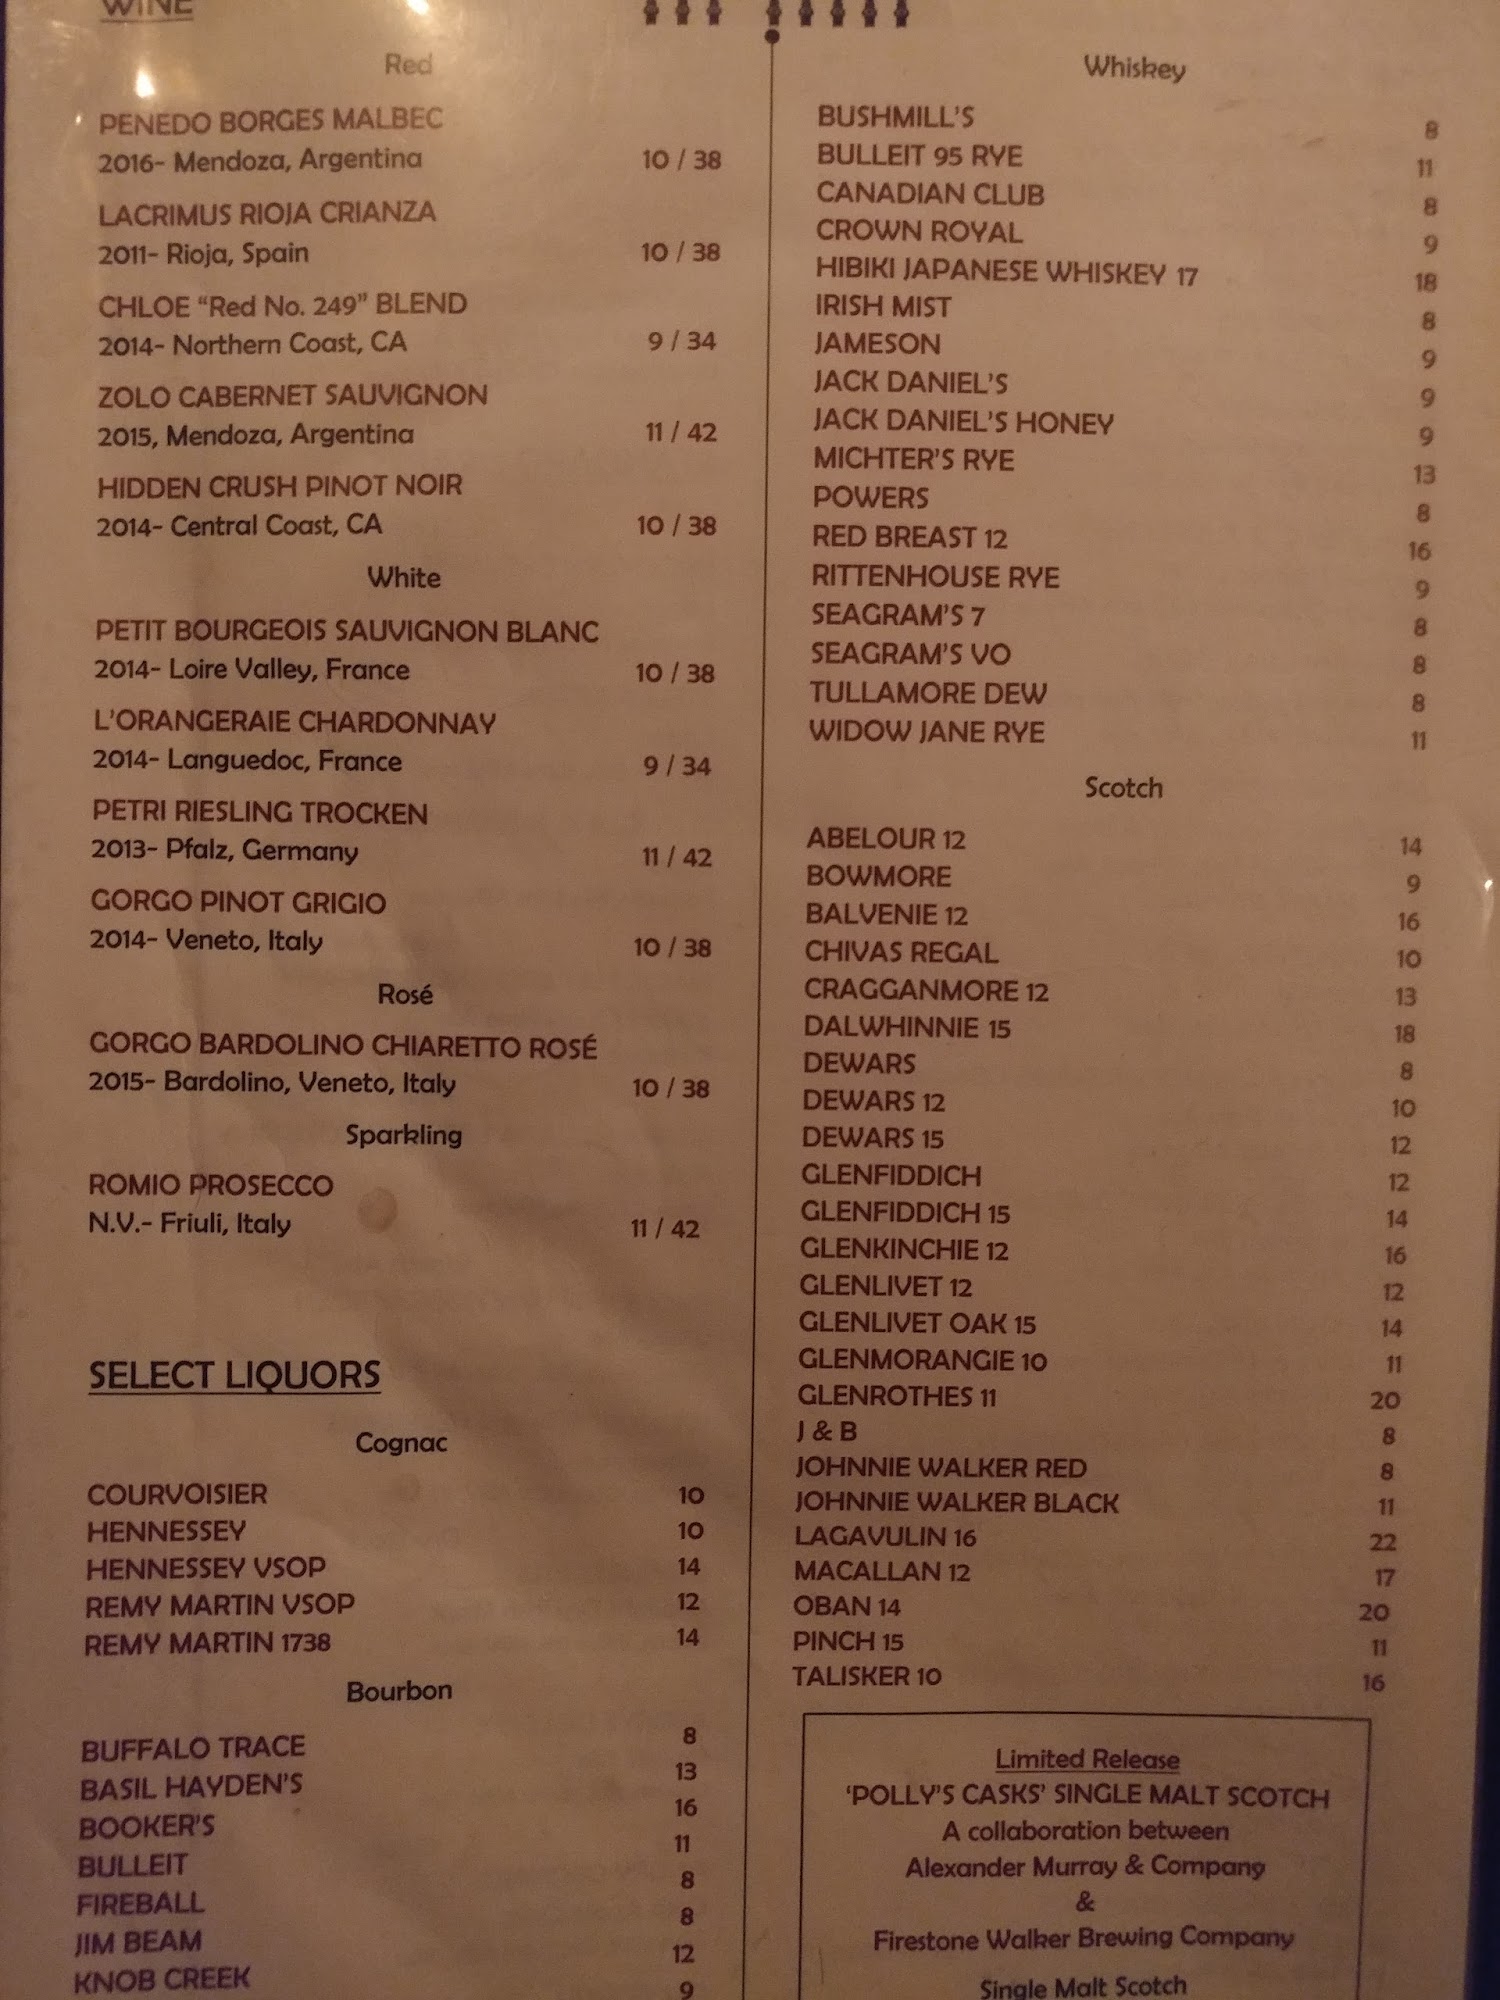 WINE
Red
PENEDO BORGES MALBEC
2016- Mendoza, Argentina 10 / 38
LACRIMUS RIOJA CRIANZA
2011- Rioja, Spain 10 / 38
CHLOE “Red No. 249” BLEND
2014- Northern Coast, CA 9 / 34
ZOLO CABERNET SAUVIGNON
2015, Mendoza, Argentina 11 / 42
HIDDEN CRUSH PINOT NOIR
2014- Central Coast, CA 10 / 38
White
PETIT BOURGEOIS SAUVIGNON BLANC
2014- Loire Valley, France 10 / 38
L’ORANGERAIE CHARDONNAY
2014- Languedoc, France 9 / 34
PETRI RIESLING TROCKEN
2013- Pfalz, Germany 11 / 42
GORGO PINOT GRIGIO
2014- Veneto, Italy 10 / 38
Rosé
GORGO BARDOLINO CHIARETTO ROSÉ
2015- Bardolino, Veneto, Italy 10 / 38
Sparkling
ROMIO PROSECCO
N.V.- Friuli, Italy 11 / 42
SELECT LIQUORS
Cognac
COURVOISIER 10
HENNESSEY 10
HENNESSEY VSOP 14
REMY MARTIN VSOP 12
REMY MARTIN 1738 14
Bourbon
BUFFALO TRACE 8
BASIL HAYDEN’S 13
BOOKER’S 16
BULLEIT 11
FIREBALL 8
JIM BEAM 8
KNOB CREEK 12
9
Whiskey
BUSHMILL’S 8
BULLEIT 95 RYE 11
CANADIAN CLUB 8
CROWN ROYAL 9
HIBIKI JAPANESE WHISKEY 17 18
IRISH MIST 8
JAMESON 9
JACK DANIEL’S 9
JACK DANIEL’S HONEY 9
MICHTER’S RYE 13
POWERS 8
RED BREAST 12 16
RITTENHOUSE RYE 9
SEAGRAM’S 7 8
SEAGRAM’S VO 8
TULLAMORE DEW 8
WIDOW JANE RYE 11
Scotch
ABELOUR 12 14
BOWMORE 9
BALVENIE 12 16
CHIVAS REGAL 10
CRAGGANMORE 12 13
DALWHINNIE 15 18
DEWARS 8
DEWARS 12 10
DEWARS 15 12
GLENFIDDICH 12
GLENFIDDICH 15 14
GLENKINCHIE 12 16
GLENLIVET 12 12
GLENLIVET OAK 15 14
GLENMORANGIE 10 11
GLENROTHES 11 20
J & B 8
JOHNNIE WALKER RED 8
JOHNNIE WALKER BLACK 11
LAGAVULIN 16 22
MACALLAN 12 17
OBAN 14 20
PINCH 15 11
TALISKER 10 16
Limited Release
‘POLLY’S CASKS’ SINGLE MALT SCOTCH
A collaboration between
Alexander Murray & Company
&
Firestone Walker Brewing Company
Single Malt Scotch